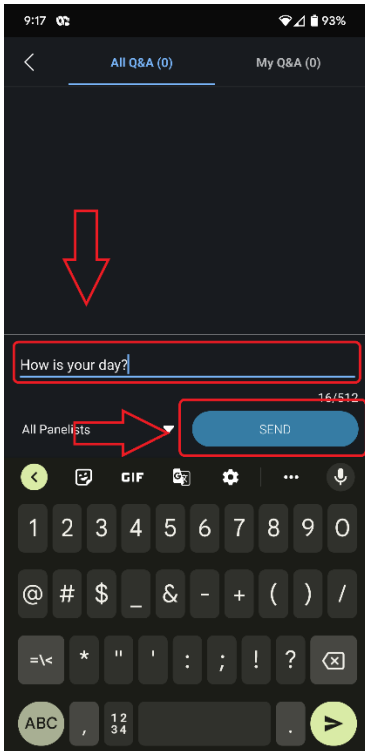 9:17 93%
All Q&A (0) My Q&A (0)
How is your day?
16/512
All Panelists SEND
GIF G ...
1 2 3 4 5 6 7 8 9 0
@ # $ _ & - + ( ) /
=\< * " ' : ; ! ?
ABC , 12 .
34